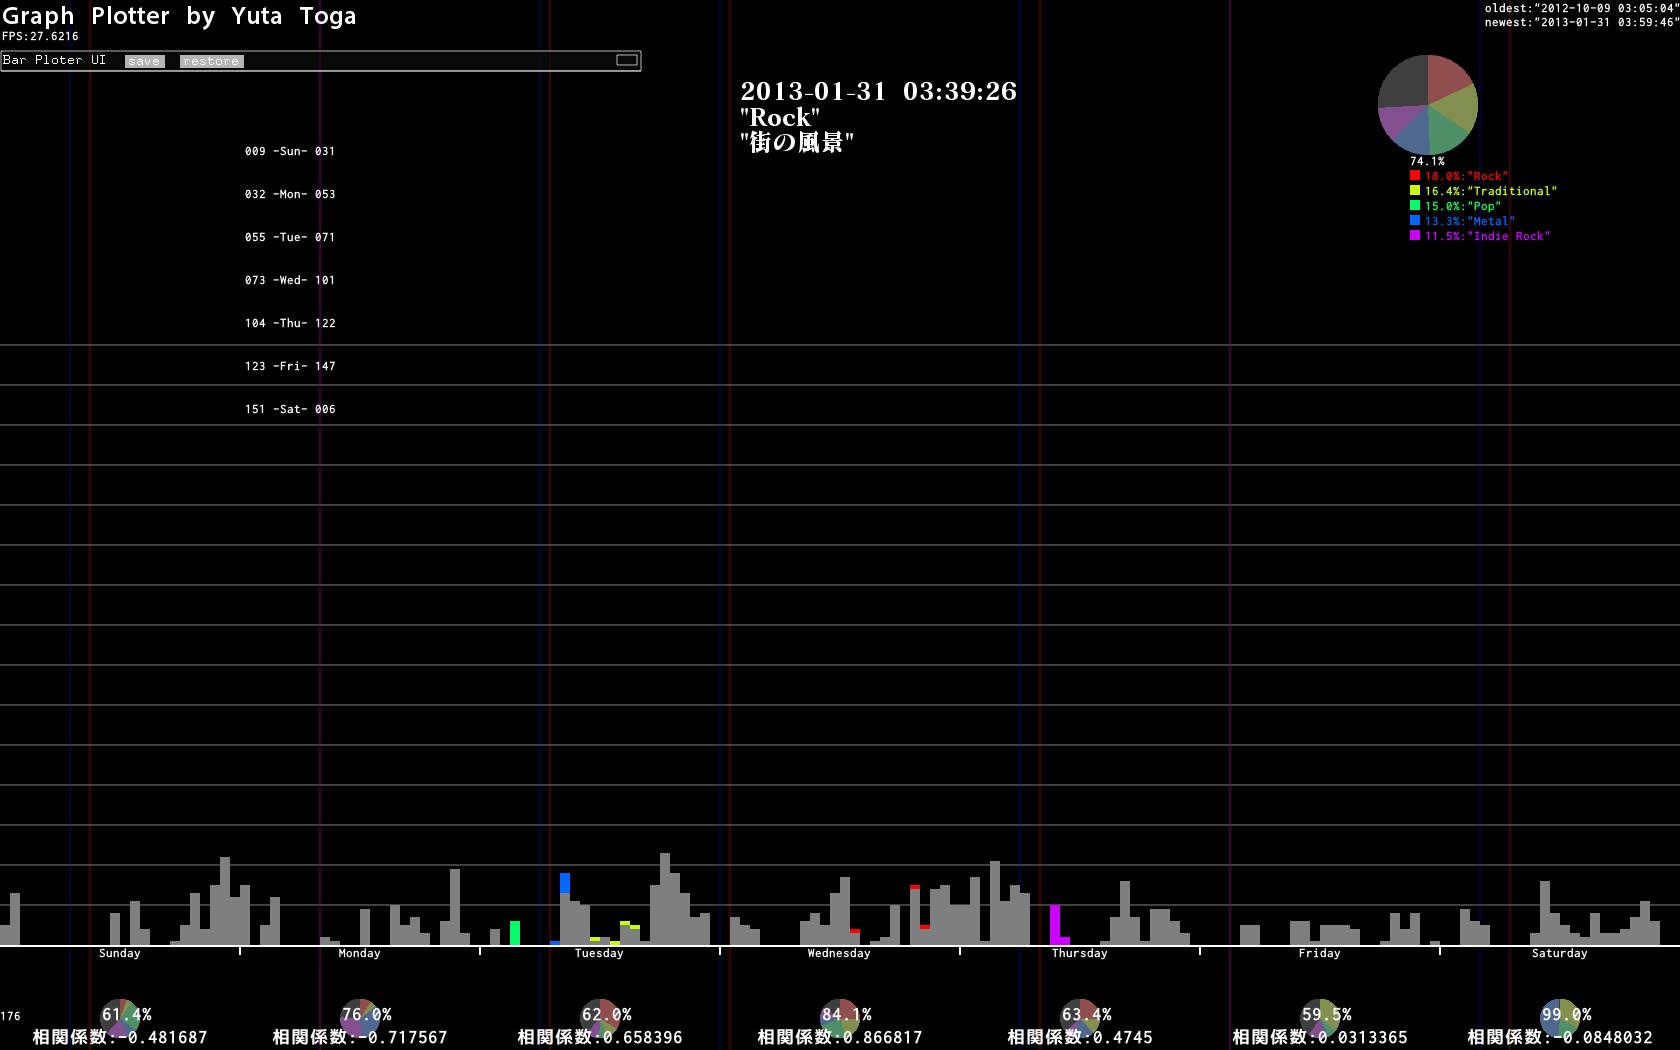 Graph Plotter by Yuta Toga
FPS:27.6216
oldest:"2012-10-09 03:05:04"
newest:"2013-01-31 03:59:46"
Bar Ploter UI save restore
2013-01-31 03:39:26
"Rock"
"街の風景"
74.1%
18.0%:"Rock"
16.4%:"Traditional"
15.0%:"Pop"
13.3%:"Metal"
11.5%:"Indie Rock"
009 -Sun- 031
032 -Mon- 053
055 -Tue- 071
073 -Wed- 101
104 -Thu- 122
123 -Fri- 147
151 -Sat- 006
Sunday Monday Tuesday Wednesday Thursday Friday Saturday
176 61.4% 76.0% 62.0% 84.1% 63.4% 59.5% 99.0%
相関係数:-0.481687 相関係数:-0.717567 相関係数:0.658396 相関係数:0.866817 相関係数:0.4745 相関係数:0.0313365 相関係数:-0.0848032